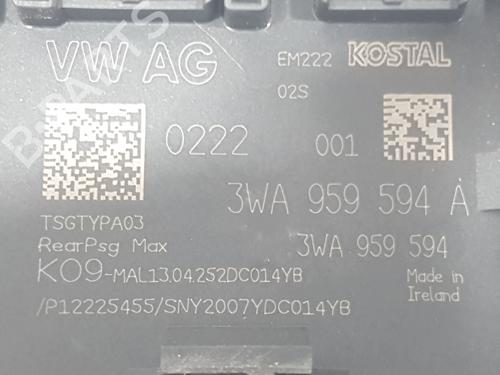 VW AG
EM222 KOSTAL
02S
0222
001
3WA 959 594 A
TSGTYPA03
RearPsg Max
3WA 959 594
K09-MAL13.04.252DC014YB
Made in
Ireland
/P12225455/SNY2007YDC014YB
B-PARTS